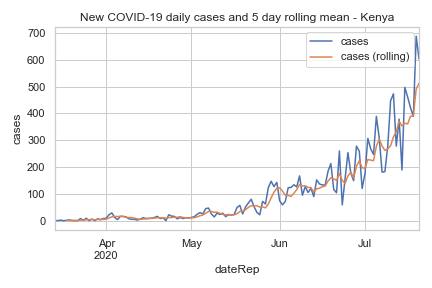 New COVID-19 daily cases and 5 day rolling mean - Kenya
cases
cases (rolling)
700
600
500
400
300
200
100
0
cases
Apr
2020
May
Jun
Jul
dateRep